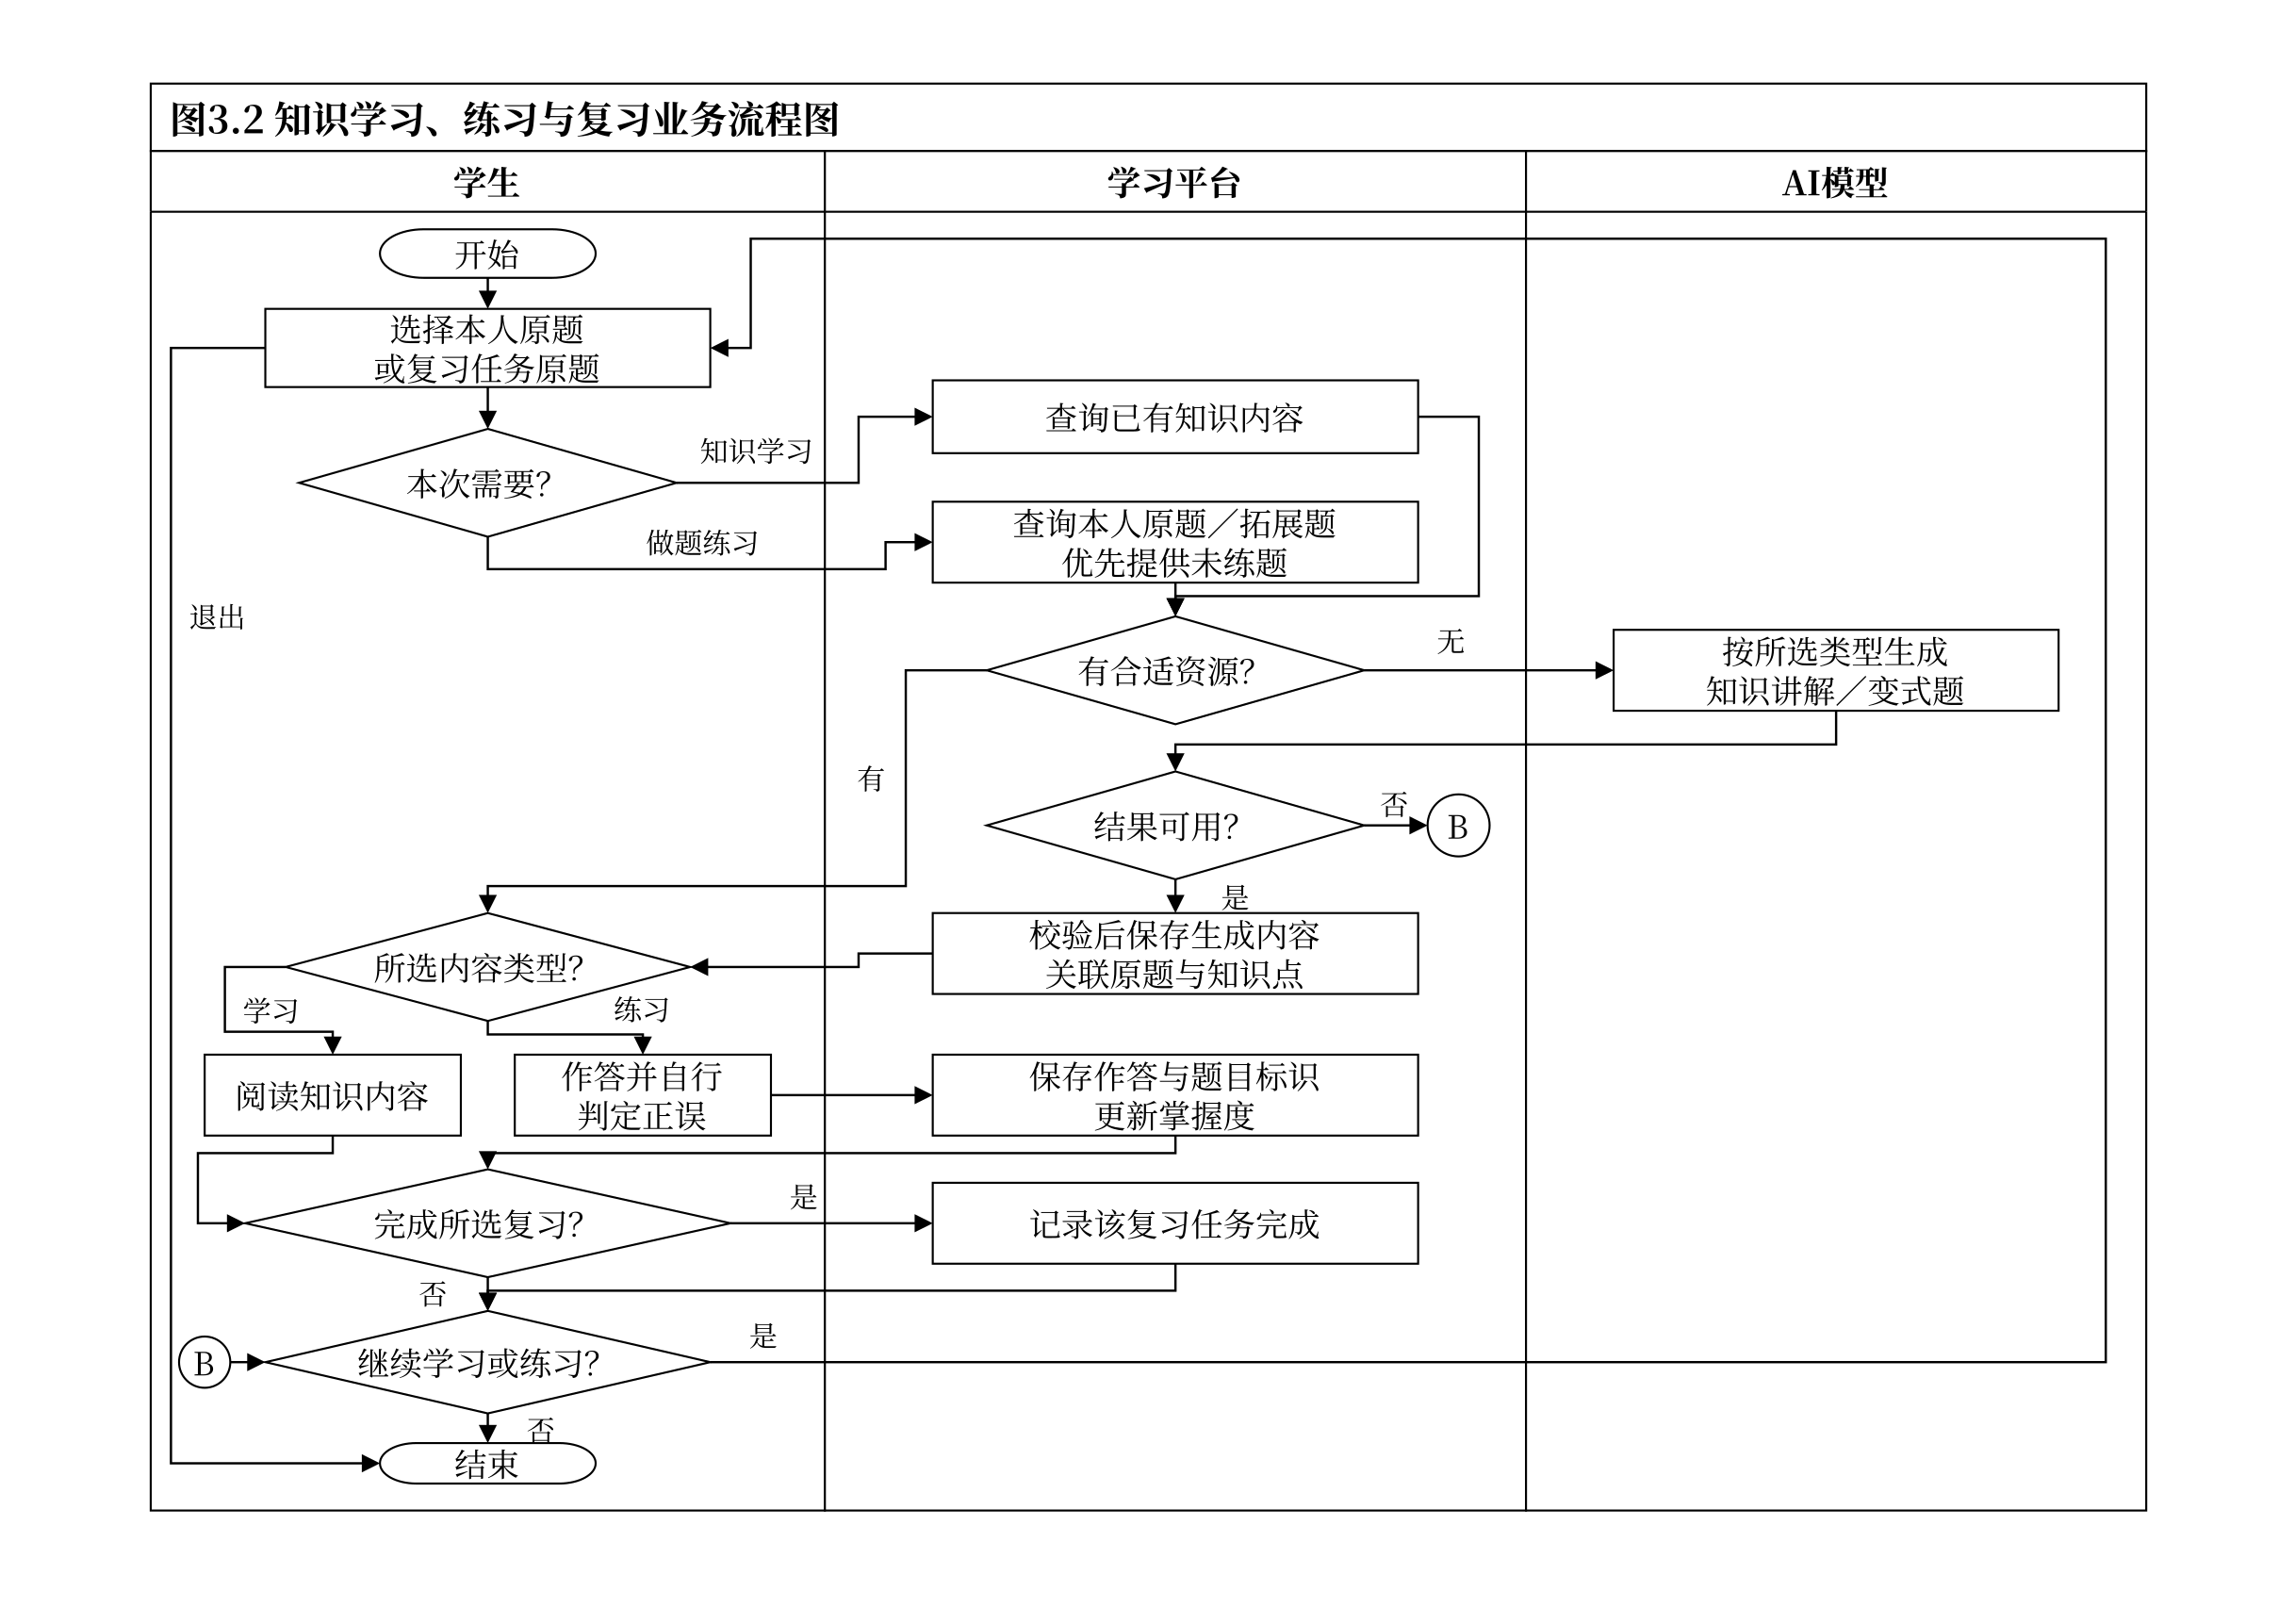 图3.2 知识学习、练习与复习业务流程图
学生
学习平台
AI模型
开始
选择本人原题
或复习任务原题
查询已有知识内容
知识学习
本次需要?
查询本人原题／拓展题
优先提供未练题
做题练习
退出
无
有合适资源?
按所选类型生成
知识讲解／变式题
有
结果可用?
否
B
是
校验后保存生成内容
关联原题与知识点
所选内容类型?
学习
练习
阅读知识内容
作答并自行
判定正误
保存作答与题目标识
更新掌握度
是
完成所选复习?
记录该复习任务完成
否
是
B
继续学习或练习?
否
结束